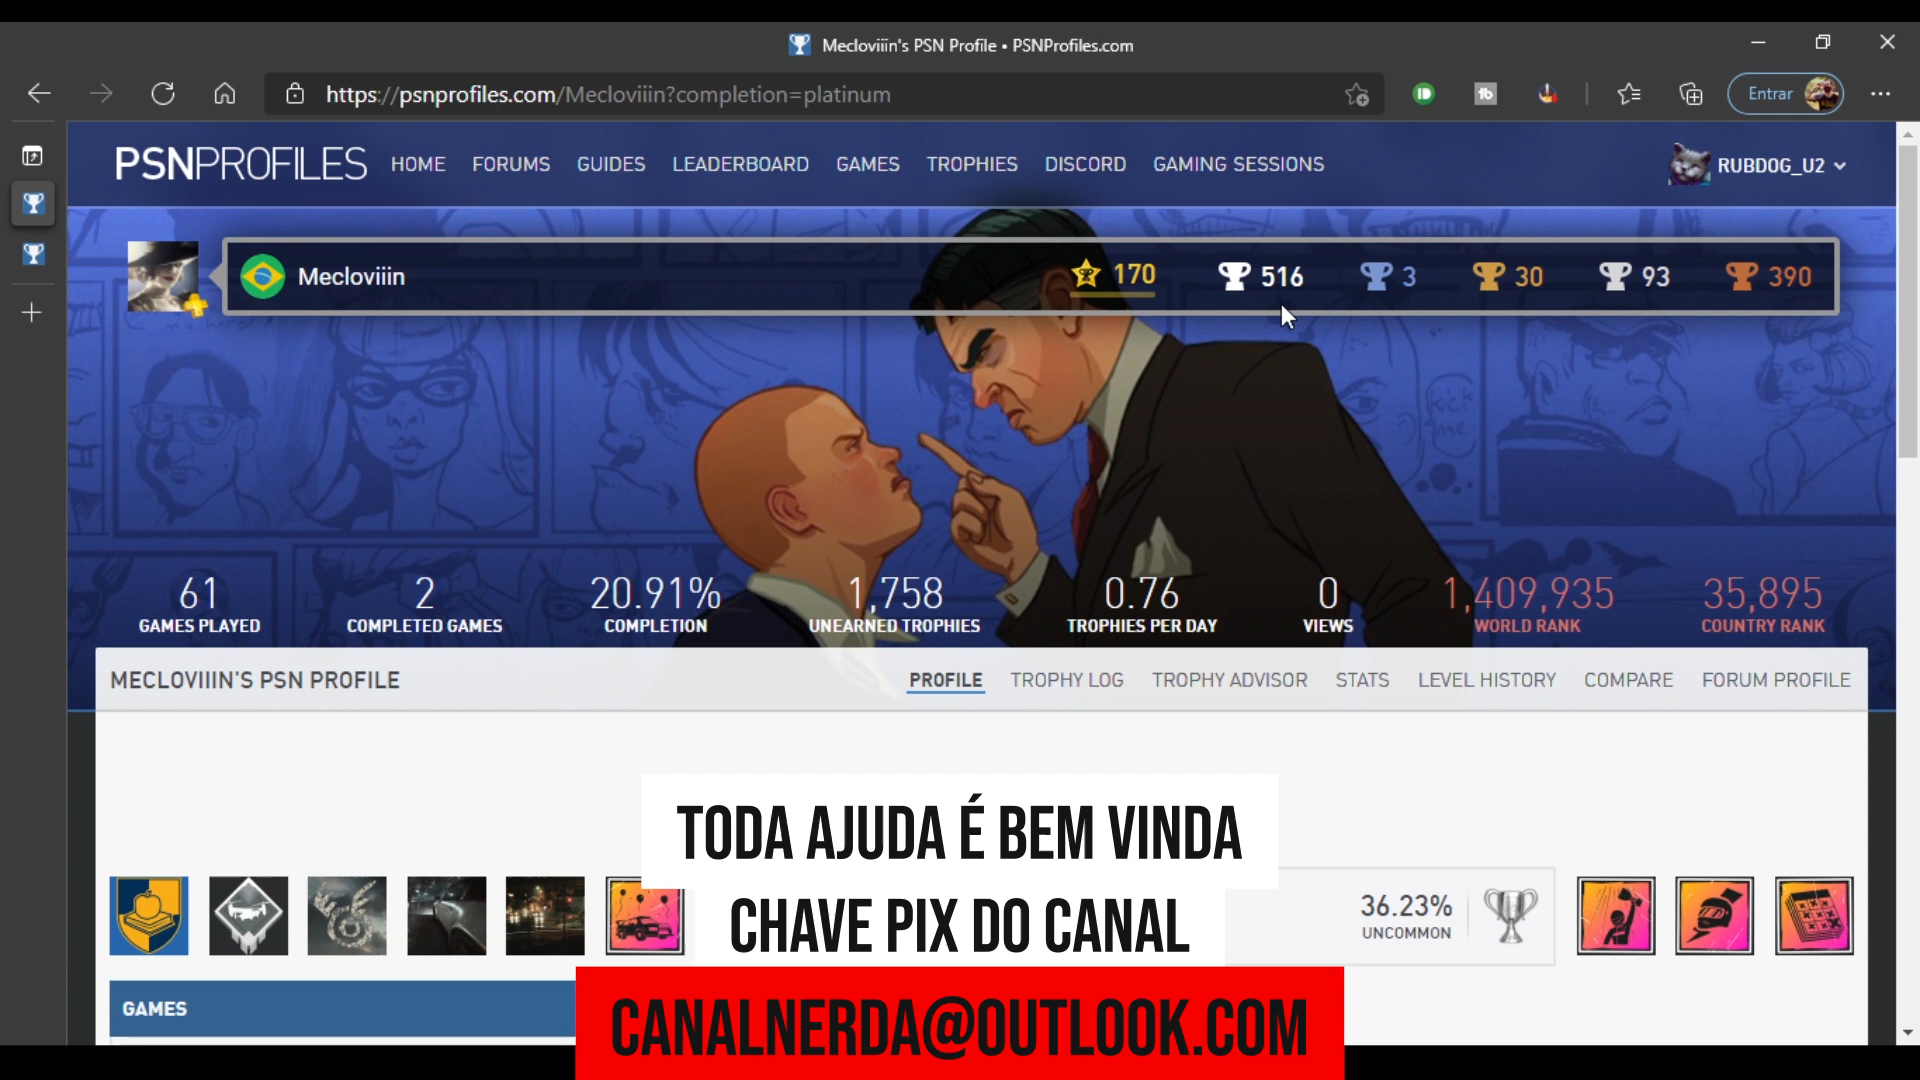 Mecloviiin's PSN Profile • PSNProfiles.com
https://psnprofiles.com/Mecloviiin?completion=platinum
Entrar
PSNPROFILES HOME FORUMS GUIDES LEADERBOARD GAMES TROPHIES DISCORD GAMING SESSIONS RUBDOG_U2
Mecloviiin 170 516 3 30 93 390
61 2 20.91% 1,758 0.76 0 1,409,935 35,895
GAMES PLAYED COMPLETED GAMES COMPLETION UNEARNED TROPHIES TROPHIES PER DAY VIEWS WORLD RANK COUNTRY RANK
MECLOVIIIN'S PSN PROFILE PROFILE TROPHY LOG TROPHY ADVISOR STATS LEVEL HISTORY COMPARE FORUM PROFILE
TODA AJUDA É BEM VINDA
CHAVE PIX DO CANAL
36.23%
UNCOMMON
GAMES
CANALNERDA@OUTLOOK.COM